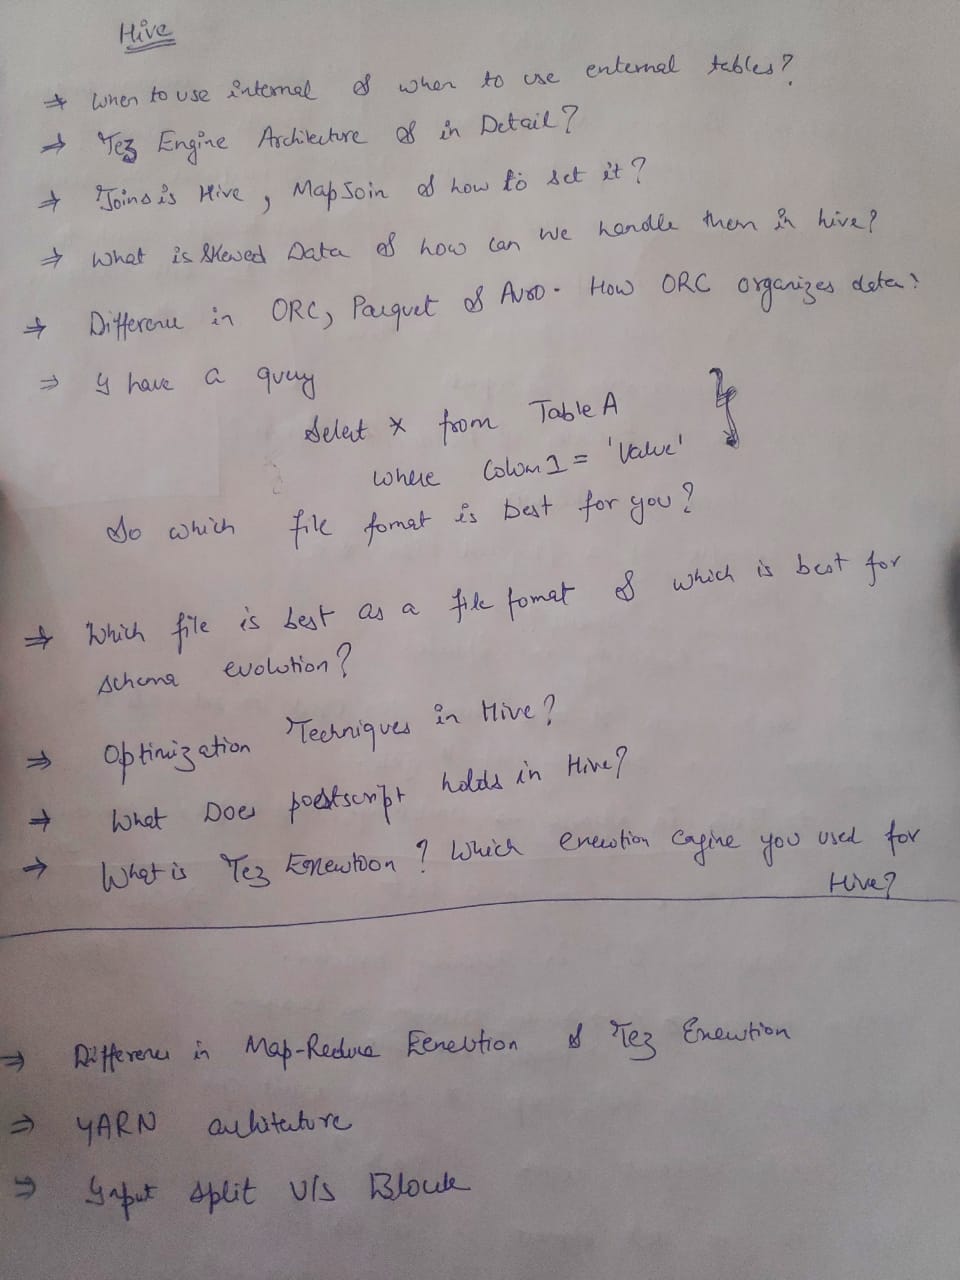 Hive
⇒ When to use internal & when to use external tables?
⇒ Tez Engine Architecture & in Detail?
⇒ Joins is Hive, MapJoin & how to set it?
⇒ What is Skewed Data & how can we handle them in hive?
⇒ Difference in ORC, Parquet & Avro. How ORC organizes data?
⇒ I have a query
Select * from Table A
where Colum 1 = 'Value'
So which file format is best for you?
⇒ Which file is best as a file format & which is best for
schema evolution?
⇒ Optimization Techniques in Hive?
⇒ What Does postscript holds in Hive?
⇒ What is Tez Execution? Which execution engine you used for
Hive?
⇒ Difference in Map-Reduce Execution & Tez Execution
⇒ YARN architecture
⇒ Input split v/s Block